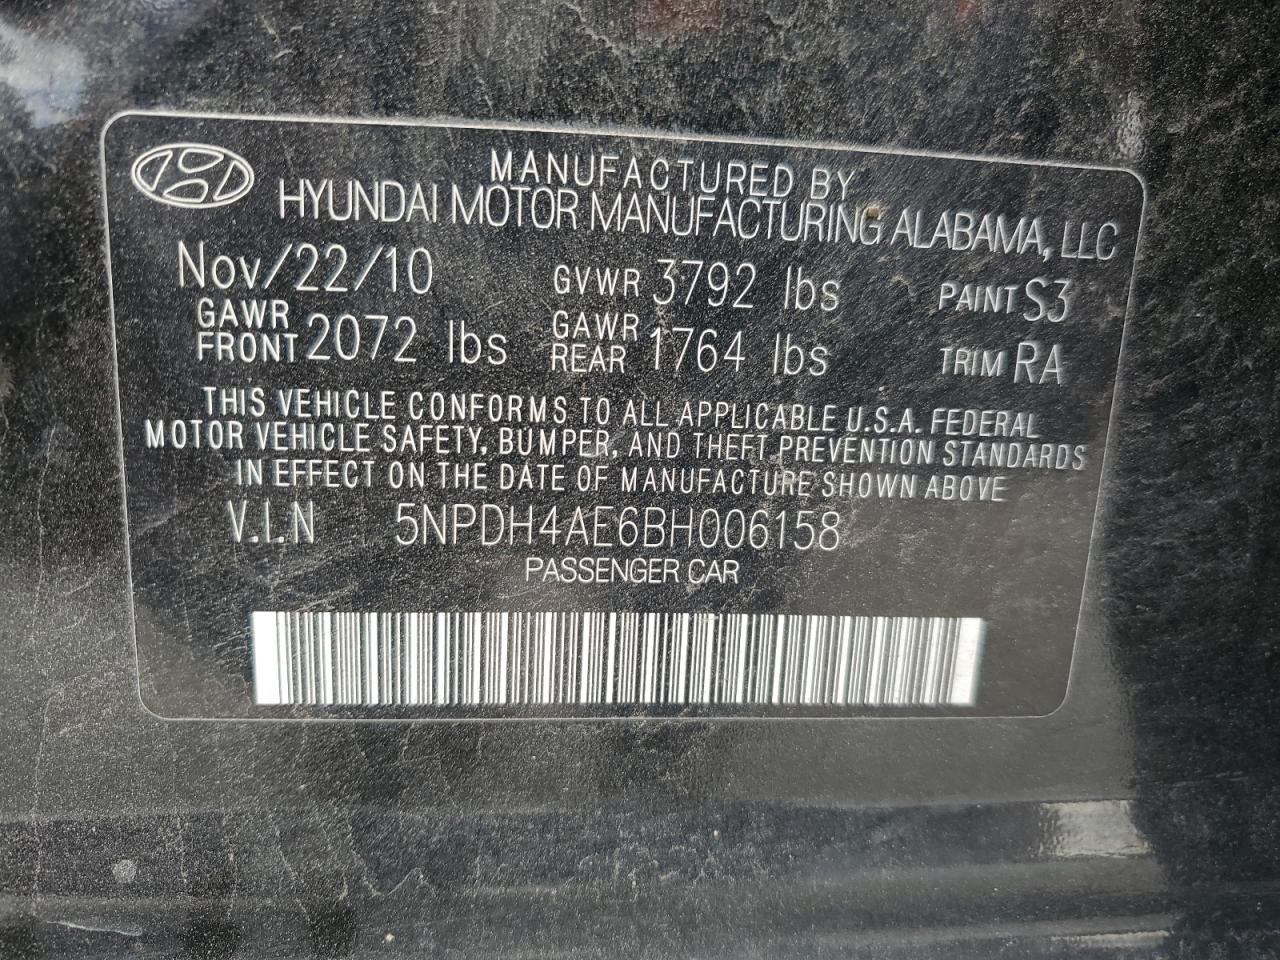 MANUFACTURED BY
HYUNDAI MOTOR MANUFACTURING ALABAMA, LLC
Nov/22/10 GVWR 3792 lbs PAINT S3
GAWR FRONT 2072 lbs GAWR REAR 1764 lbs TRIM RA
THIS VEHICLE CONFORMS TO ALL APPLICABLE U.S.A. FEDERAL
MOTOR VEHICLE SAFETY, BUMPER, AND THEFT PREVENTION STANDARDS
IN EFFECT ON THE DATE OF MANUFACTURE SHOWN ABOVE
V.I.N 5NPDH4AE6BH006158
PASSENGER CAR